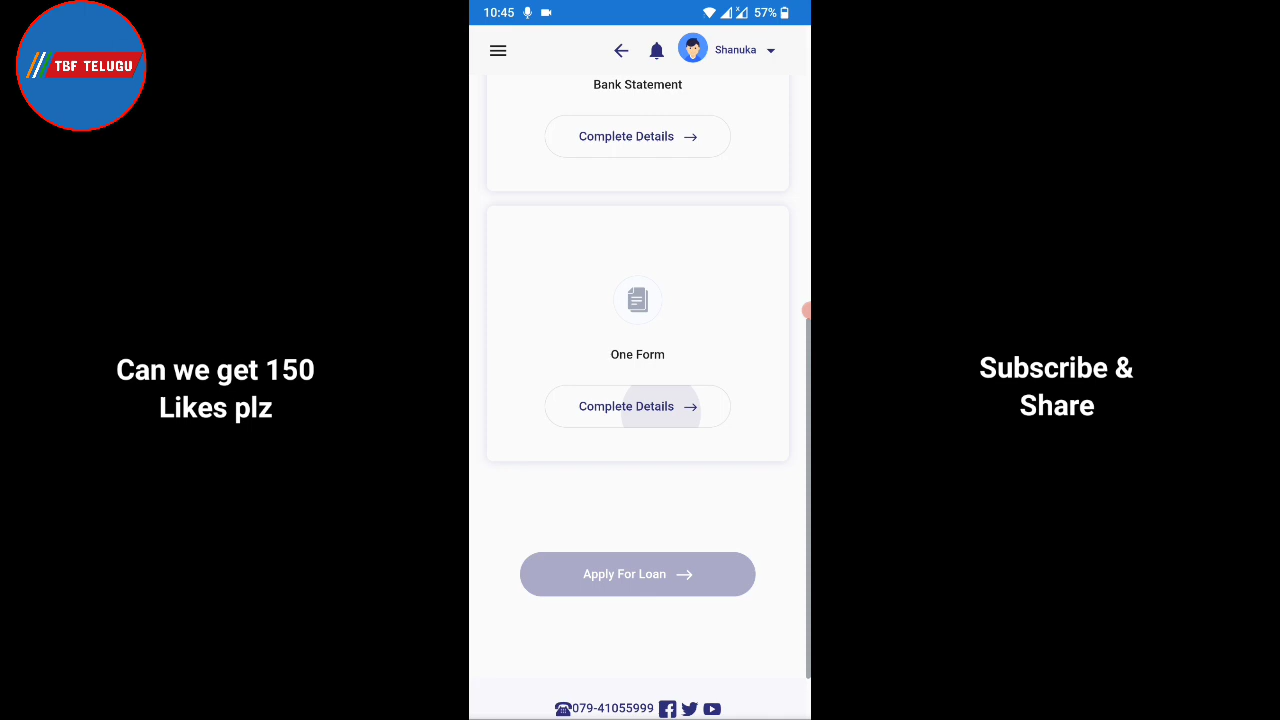 TBF TELUGU
10:45
57%
Shanuka
Bank Statement
Complete Details
One Form
Complete Details
Apply For Loan
079-41055999
Can we get 150
Likes plz
Subscribe &
Share